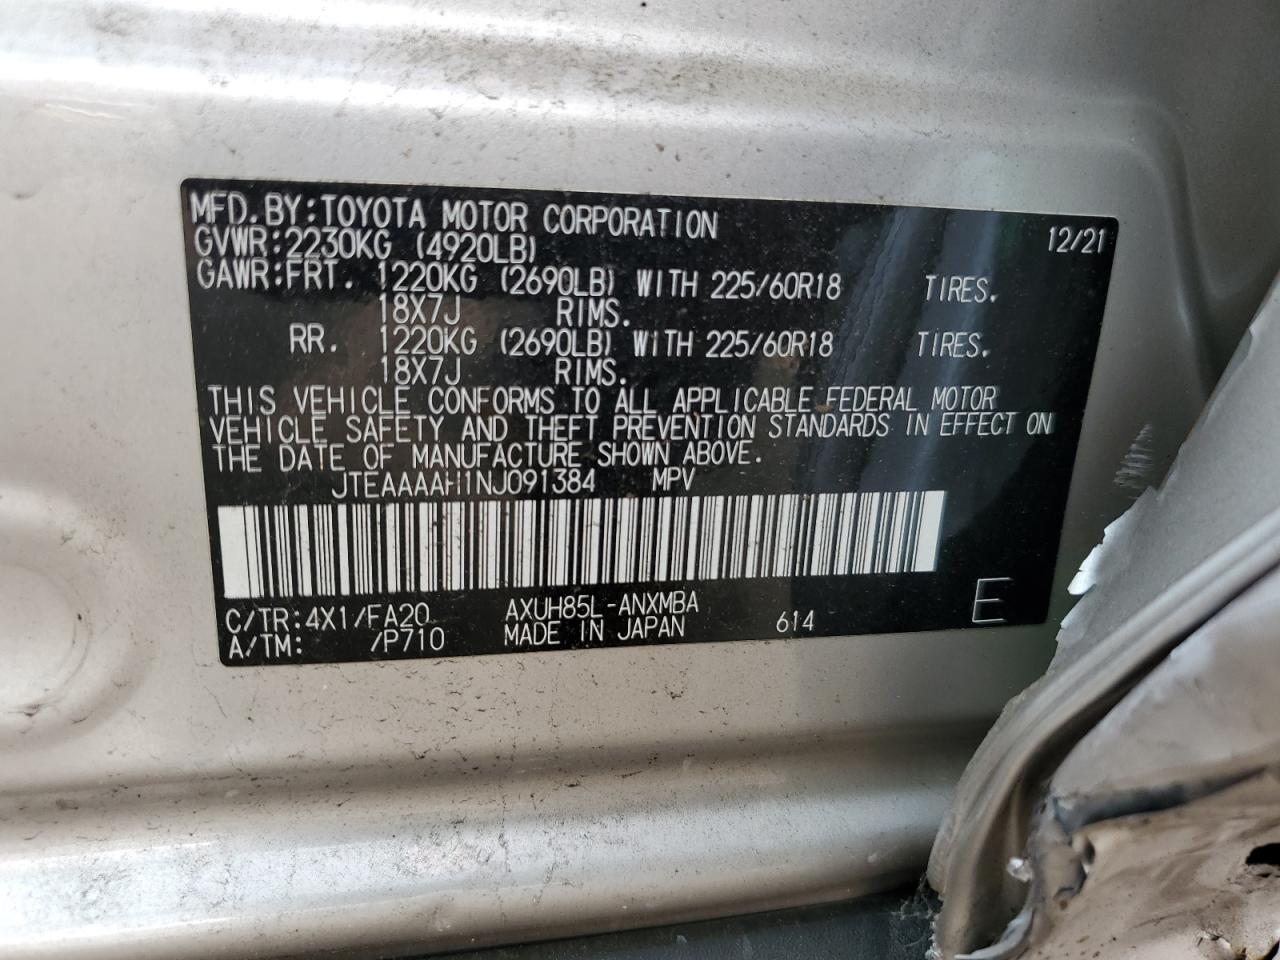 MFD.BY:TOYOTA MOTOR CORPORATION 12/21
GVWR:2230KG (4920LB)
GAWR:FRT. 1220KG (2690LB) WITH 225/60R18 TIRES.
18X7J RIMS.
RR. 1220KG (2690LB) WITH 225/60R18 TIRES.
18X7J RIMS.
THIS VEHICLE CONFORMS TO ALL APPLICABLE FEDERAL MOTOR
VEHICLE SAFETY AND THEFT PREVENTION STANDARDS IN EFFECT ON
THE DATE OF MANUFACTURE SHOWN ABOVE.
JTEAAAAH1NJ091384 MPV
C/TR:4X1/FA20 AXUH85L-ANXMBA 614 E
A/TM: /P710 MADE IN JAPAN